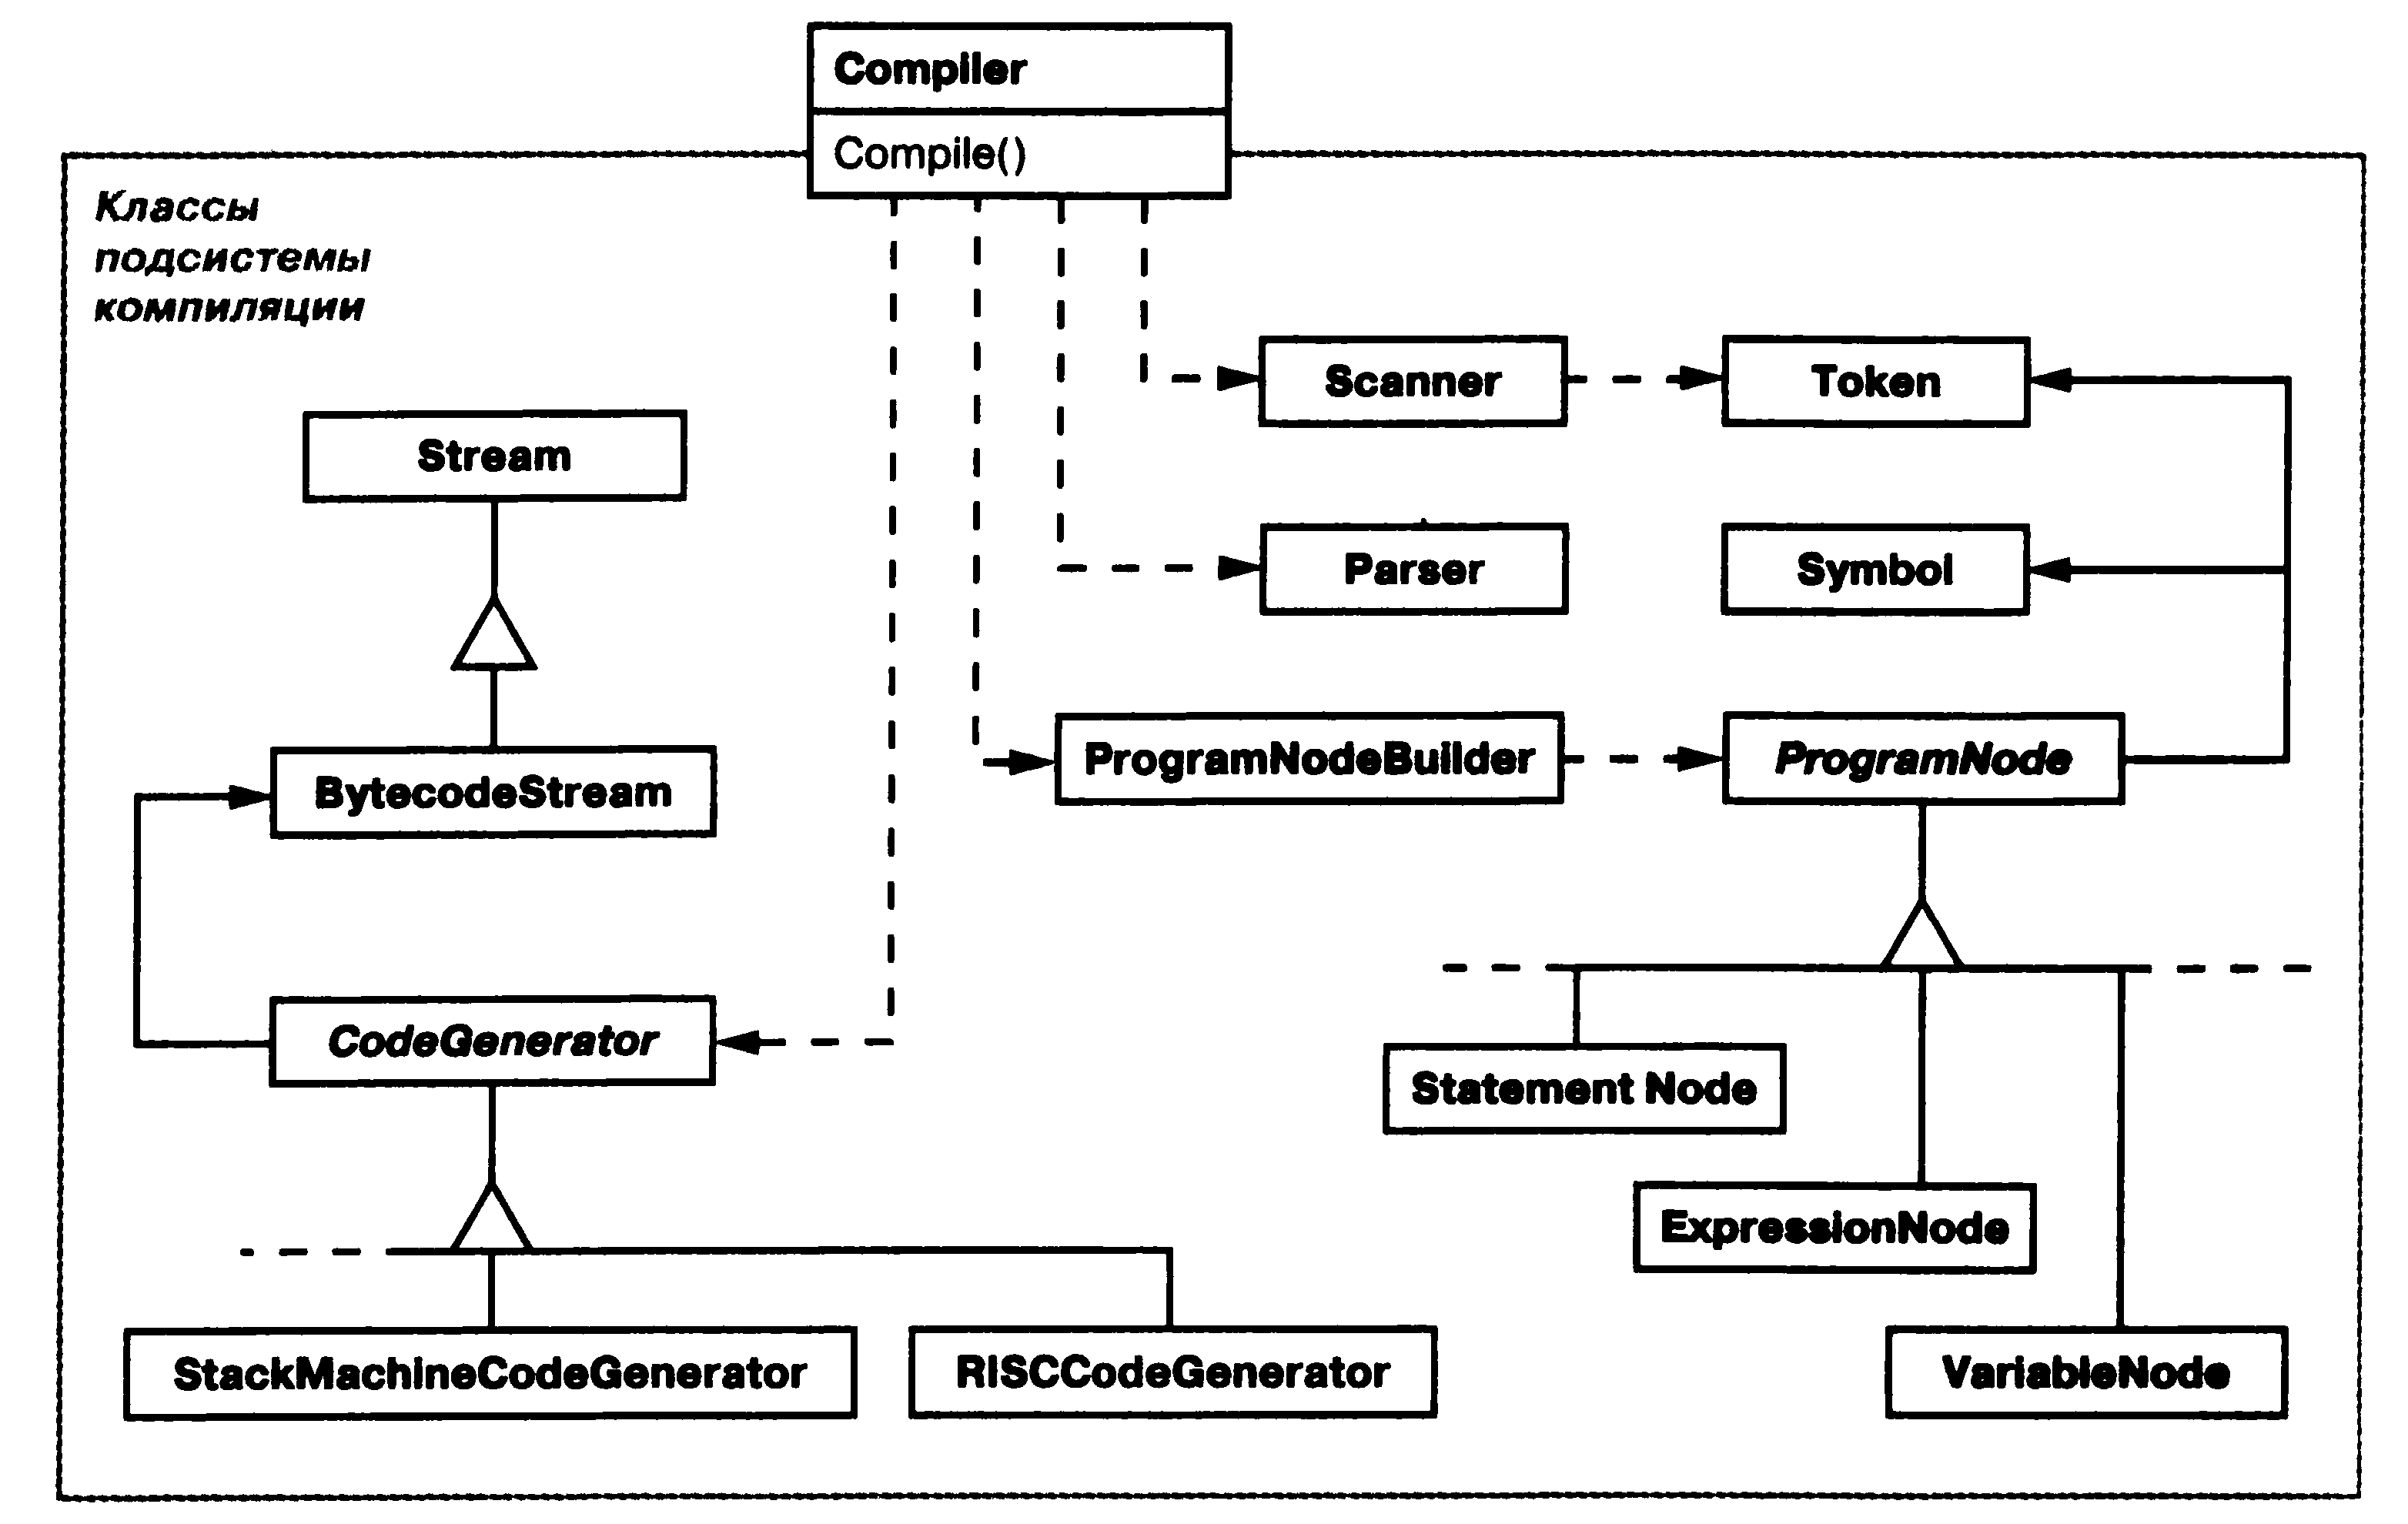 Compiler
Compile()
Классы
подсистемы
компиляции
Scanner
Token
Stream
Parser
Symbol
ProgramNodeBuilder
ProgramNode
BytecodeStream
CodeGenerator
Statement Node
ExpressionNode
StackMachineCodeGenerator
RISCCodeGenerator
VariableNode